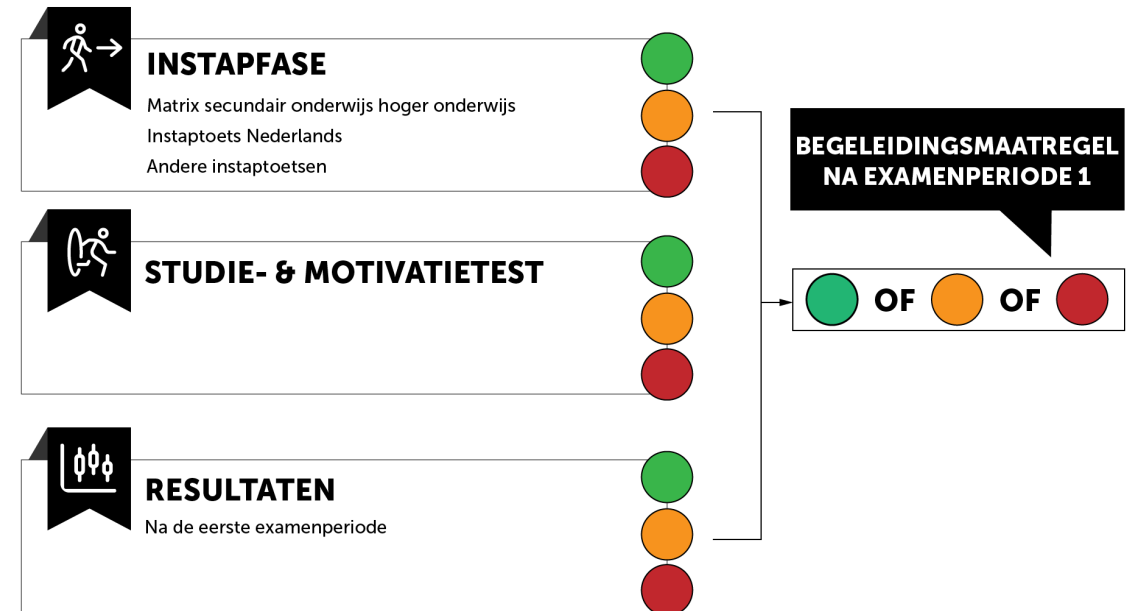 INSTAPFASE
Matrix secundair onderwijs hoger onderwijs
Instaptoets Nederlands
Andere instaptoetsen
STUDIE- & MOTIVATIETEST
RESULTATEN
Na de eerste examenperiode
BEGELEIDINGSMAATREGEL
NA EXAMENPERIODE 1
OF OF